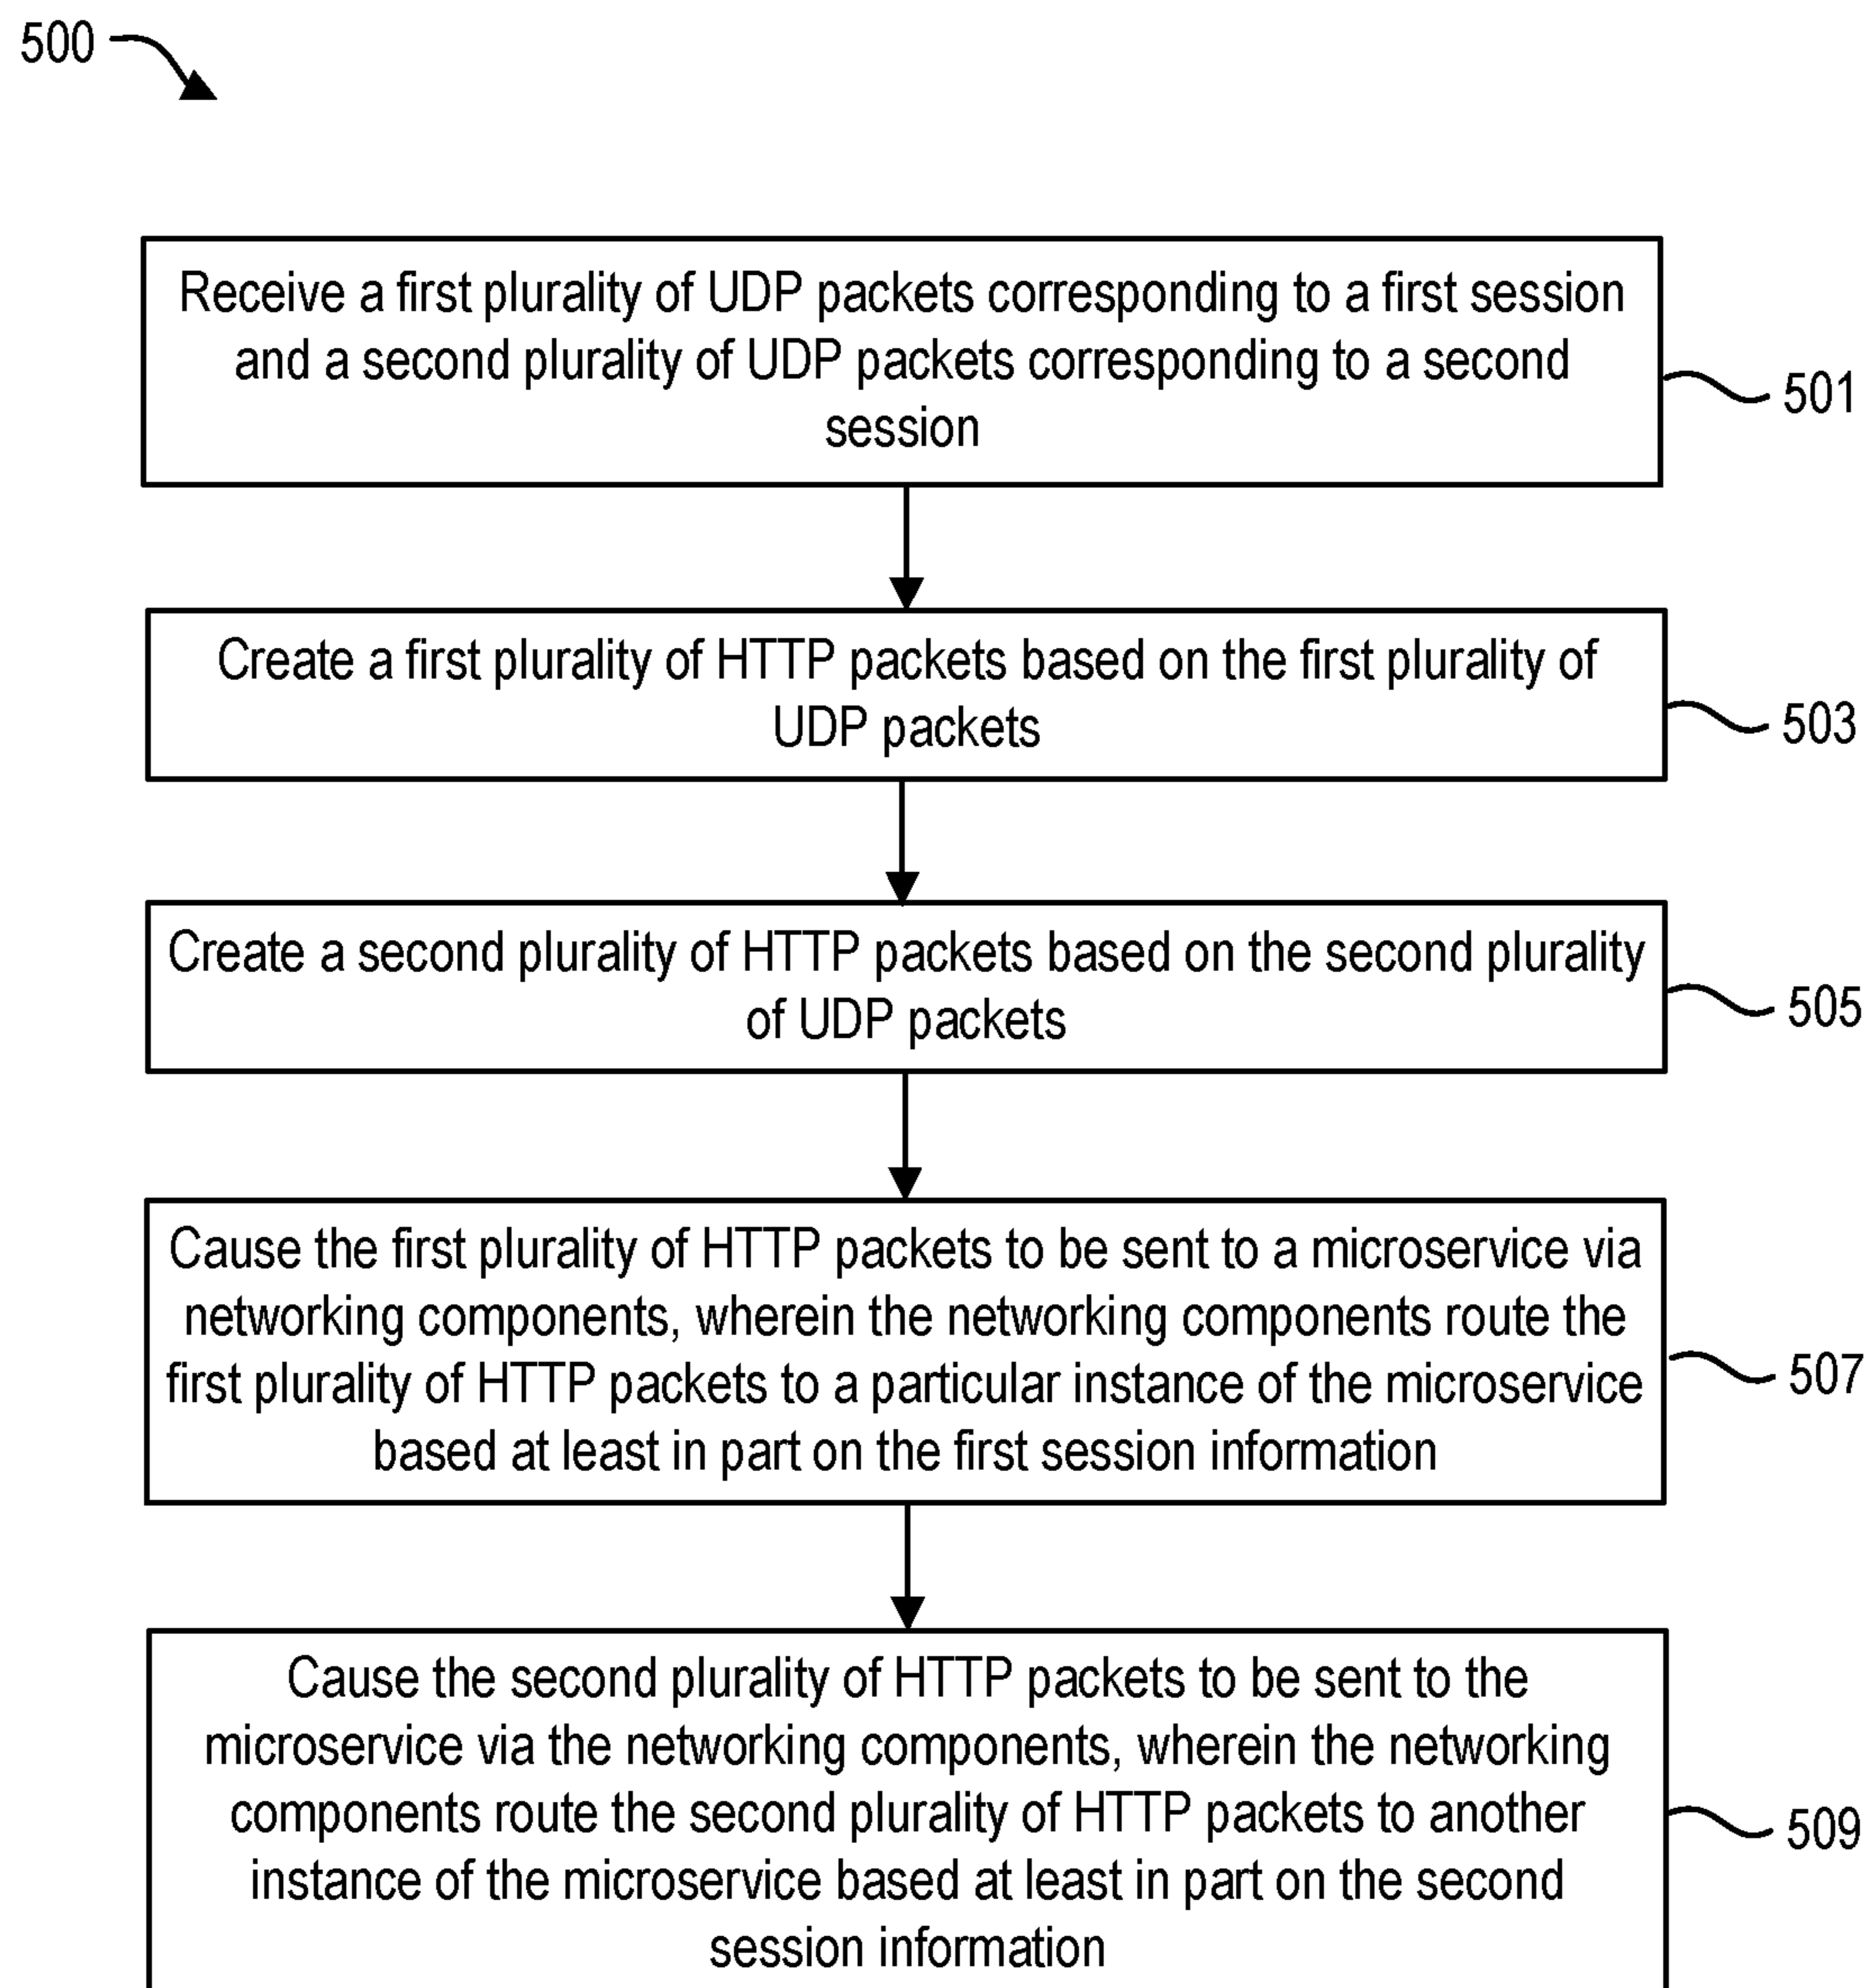 500
Receive a first plurality of UDP packets corresponding to a first session
and a second plurality of UDP packets corresponding to a second
session
501
Create a first plurality of HTTP packets based on the first plurality of
UDP packets
503
Create a second plurality of HTTP packets based on the second plurality
of UDP packets
505
Cause the first plurality of HTTP packets to be sent to a microservice via
networking components, wherein the networking components route the
first plurality of HTTP packets to a particular instance of the microservice
based at least in part on the first session information
507
Cause the second plurality of HTTP packets to be sent to the
microservice via the networking components, wherein the networking
components route the second plurality of HTTP packets to another
instance of the microservice based at least in part on the second
session information
509